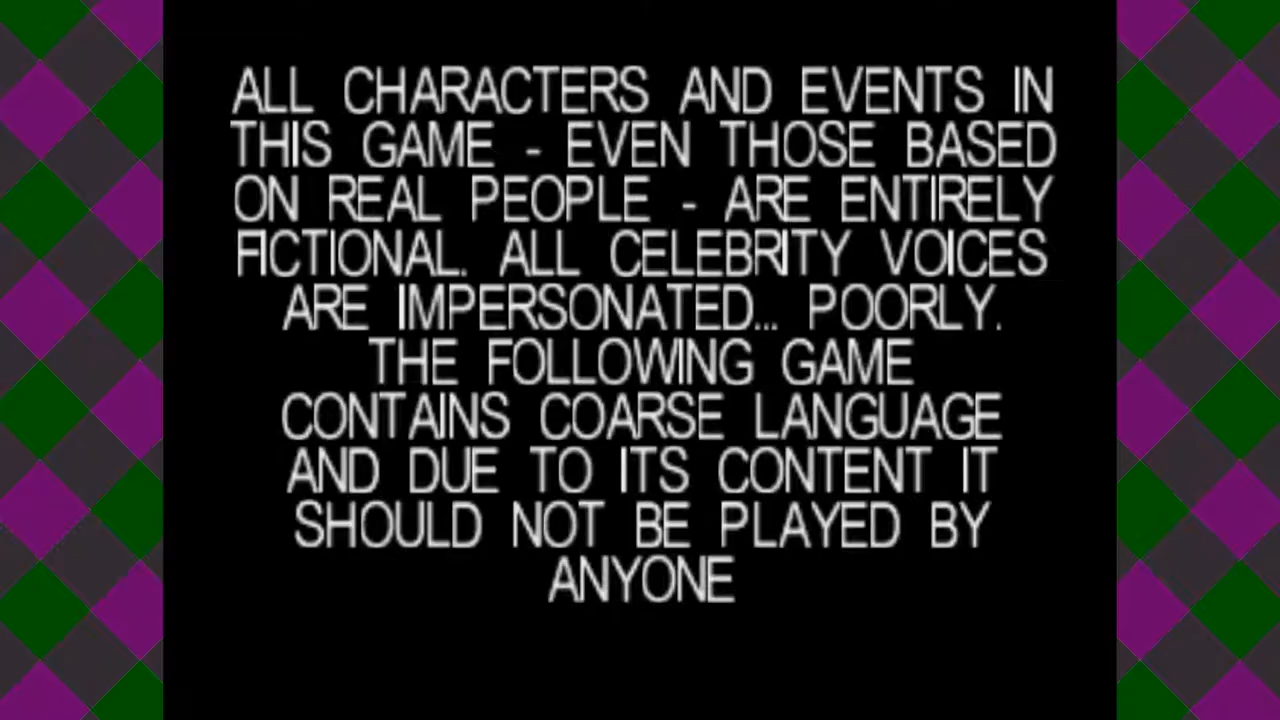 ALL CHARACTERS AND EVENTS IN
THIS GAME - EVEN THOSE BASED
ON REAL PEOPLE - ARE ENTIRELY
FICTIONAL. ALL CELEBRITY VOICES
ARE IMPERSONATED... POORLY.
THE FOLLOWING GAME
CONTAINS COARSE LANGUAGE
AND DUE TO ITS CONTENT IT
SHOULD NOT BE PLAYED BY
ANYONE